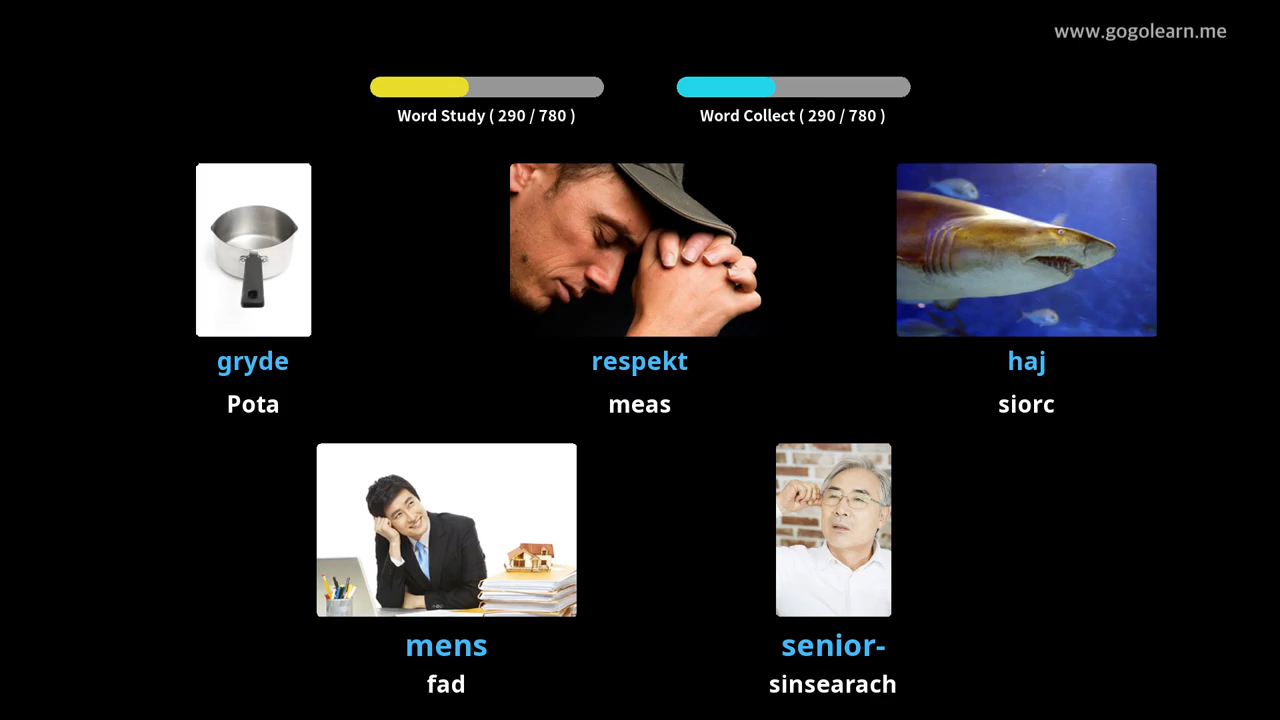 www.gogolearn.me
Word Study ( 290 / 780 )
Word Collect ( 290 / 780 )
gryde
Pota
respekt
meas
haj
siorc
mens
fad
senior-
sinsearach